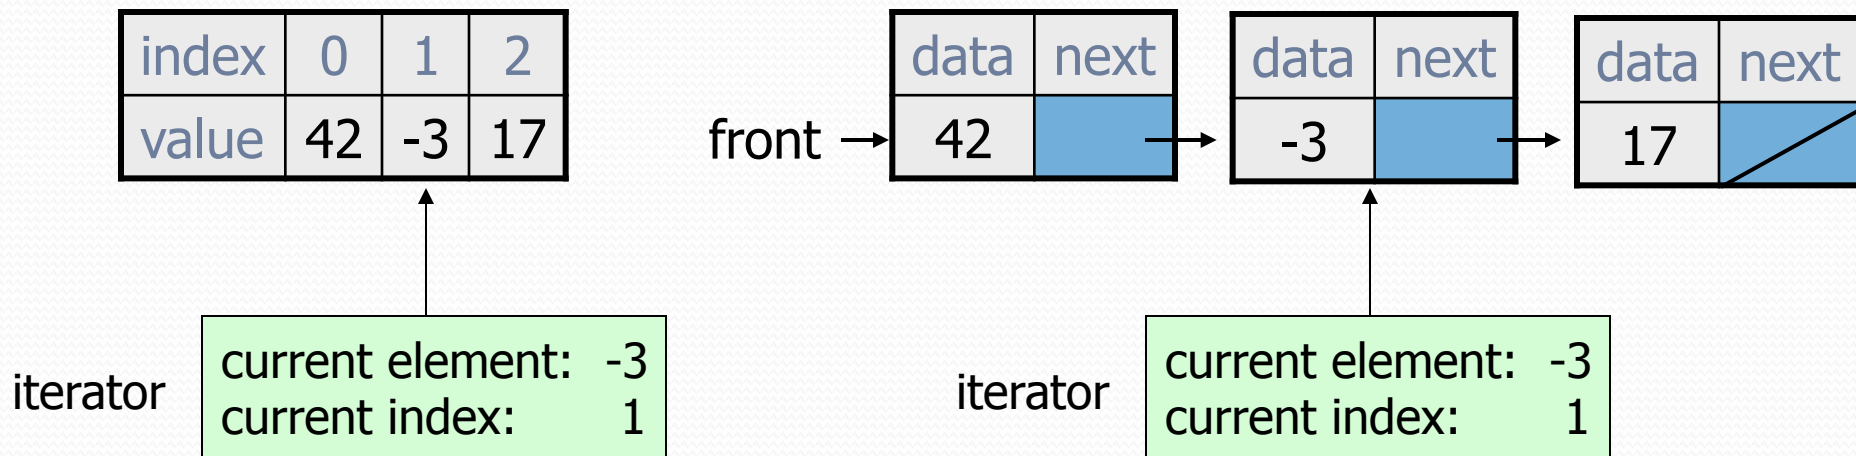 index 0 1 2
value 42 -3 17
front
data next
42
data next
-3
data next
17
iterator
current element: -3
current index: 1
iterator
current element: -3
current index: 1